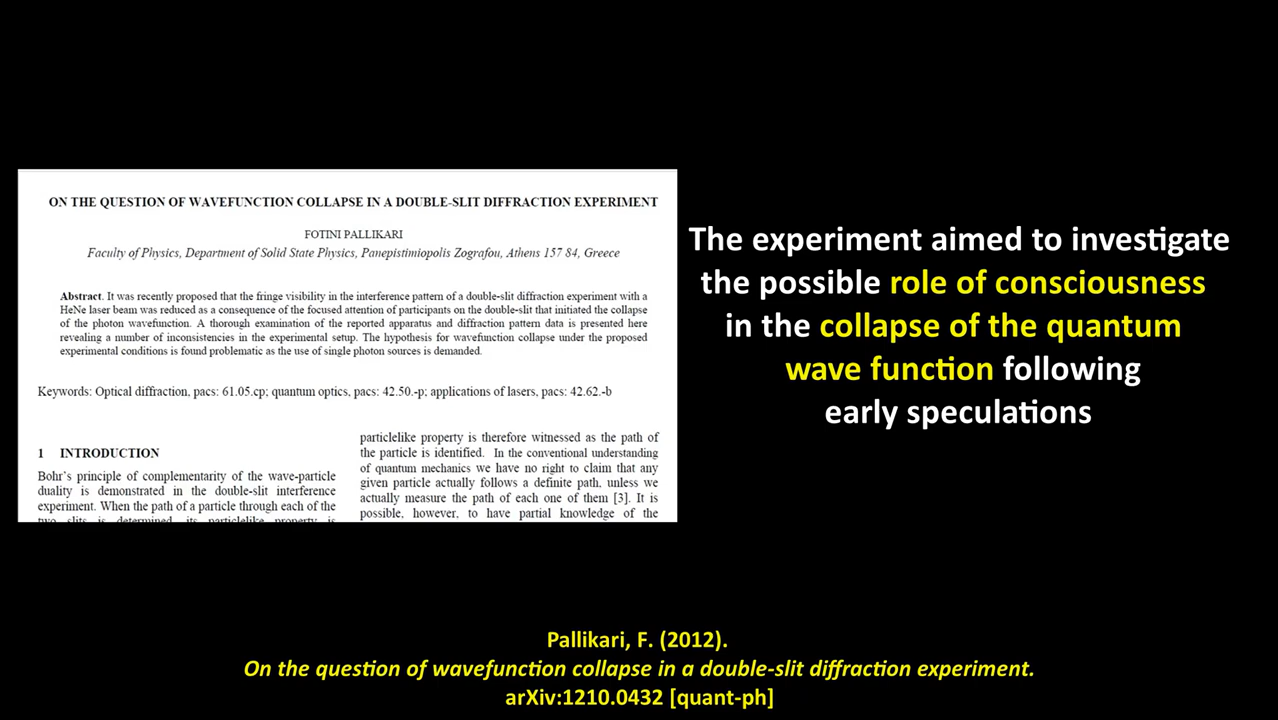 ON THE QUESTION OF WAVEFUNCTION COLLAPSE IN A DOUBLE-SLIT DIFFRACTION EXPERIMENT
FOTINI PALLIKARI
Faculty of Physics, Department of Solid State Physics, Panepistimiopolis Zografou, Athens 157 84, Greece
Abstract. It was recently proposed that the fringe visibility in the interference pattern of a double-slit diffraction experiment with a
HeNe laser beam was reduced as a consequence of the focused attention of participants on the double-slit that initiated the collapse
of the photon wavefunction. A thorough examination of the reported apparatus and diffraction pattern data is presented here
revealing a number of inconsistencies in the experimental setup. The hypothesis for wavefunction collapse under the proposed
experimental conditions is found problematic as the use of single photon sources is demanded.
Keywords: Optical diffraction, pacs: 61.05.cp; quantum optics, pacs: 42.50.-p; applications of lasers, pacs: 42.62.-b
1 INTRODUCTION
Bohr's principle of complementarity of the wave-particle
duality is demonstrated in the double-slit interference
experiment. When the path of a particle through each of the
two slits is determined, its particlelike property is
particlelike property is therefore witnessed as the path of
the particle is identified. In the conventional understanding
of quantum mechanics we have no right to claim that any
given particle actually follows a definite path, unless we
actually measure the path of each one of them [3]. It is
possible, however, to have partial knowledge of the
The experiment aimed to investigate
the possible role of consciousness
in the collapse of the quantum
wave function following
early speculations
Pallikari, F. (2012).
On the question of wavefunction collapse in a double-slit diffraction experiment.
arXiv:1210.0432 [quant-ph]